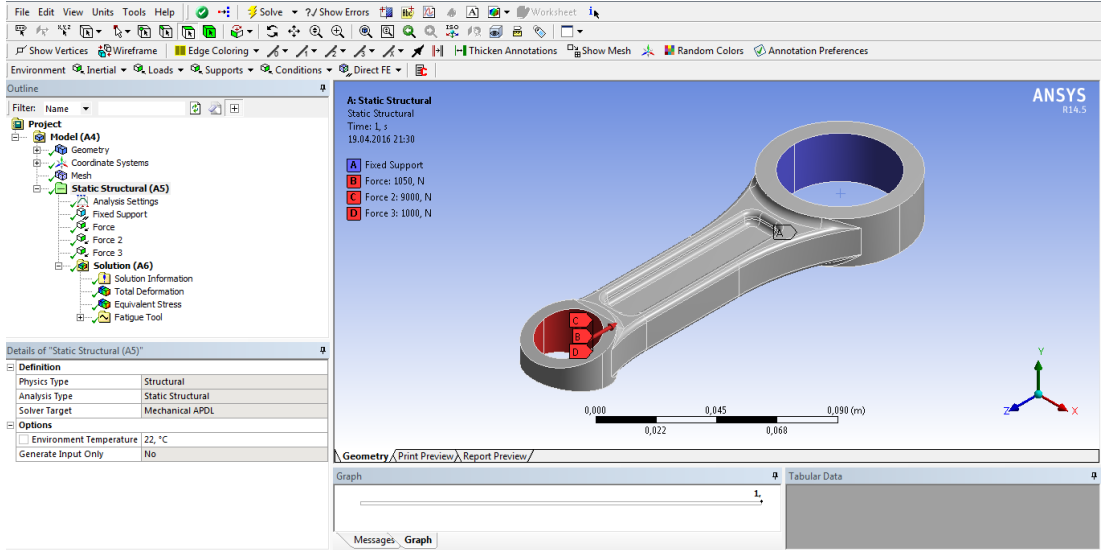 File Edit View Units Tools Help Solve ?/ Show Errors Worksheet
Show Vertices Wireframe Edge Coloring Thicken Annotations Show Mesh Random Colors Annotation Preferences
Environment Inertial Loads Supports Conditions Direct FE
Outline
Filter: Name
Project
Model (A4)
Geometry
Coordinate Systems
Mesh
Static Structural (A5)
Analysis Settings
Fixed Support
Force
Force 2
Force 3
Solution (A6)
Solution Information
Total Deformation
Equivalent Stress
Fatigue Tool
Details of "Static Structural (A5)"
Definition
Physics Type Structural
Analysis Type Static Structural
Solver Target Mechanical APDL
Options
Environment Temperature 22, °C
Generate Input Only No
A: Static Structural
Static Structural
Time: 1, s
19.04.2016 21:30
A Fixed Support
B Force: 1050, N
C Force 2: 9000, N
D Force 3: 1000, N
ANSYS
R14.5
A
C
B
D
Y
Z X
0,000 0,045 0,090 (m)
0,022 0,068
Geometry Print Preview Report Preview
Graph
1,
Messages Graph
Tabular Data